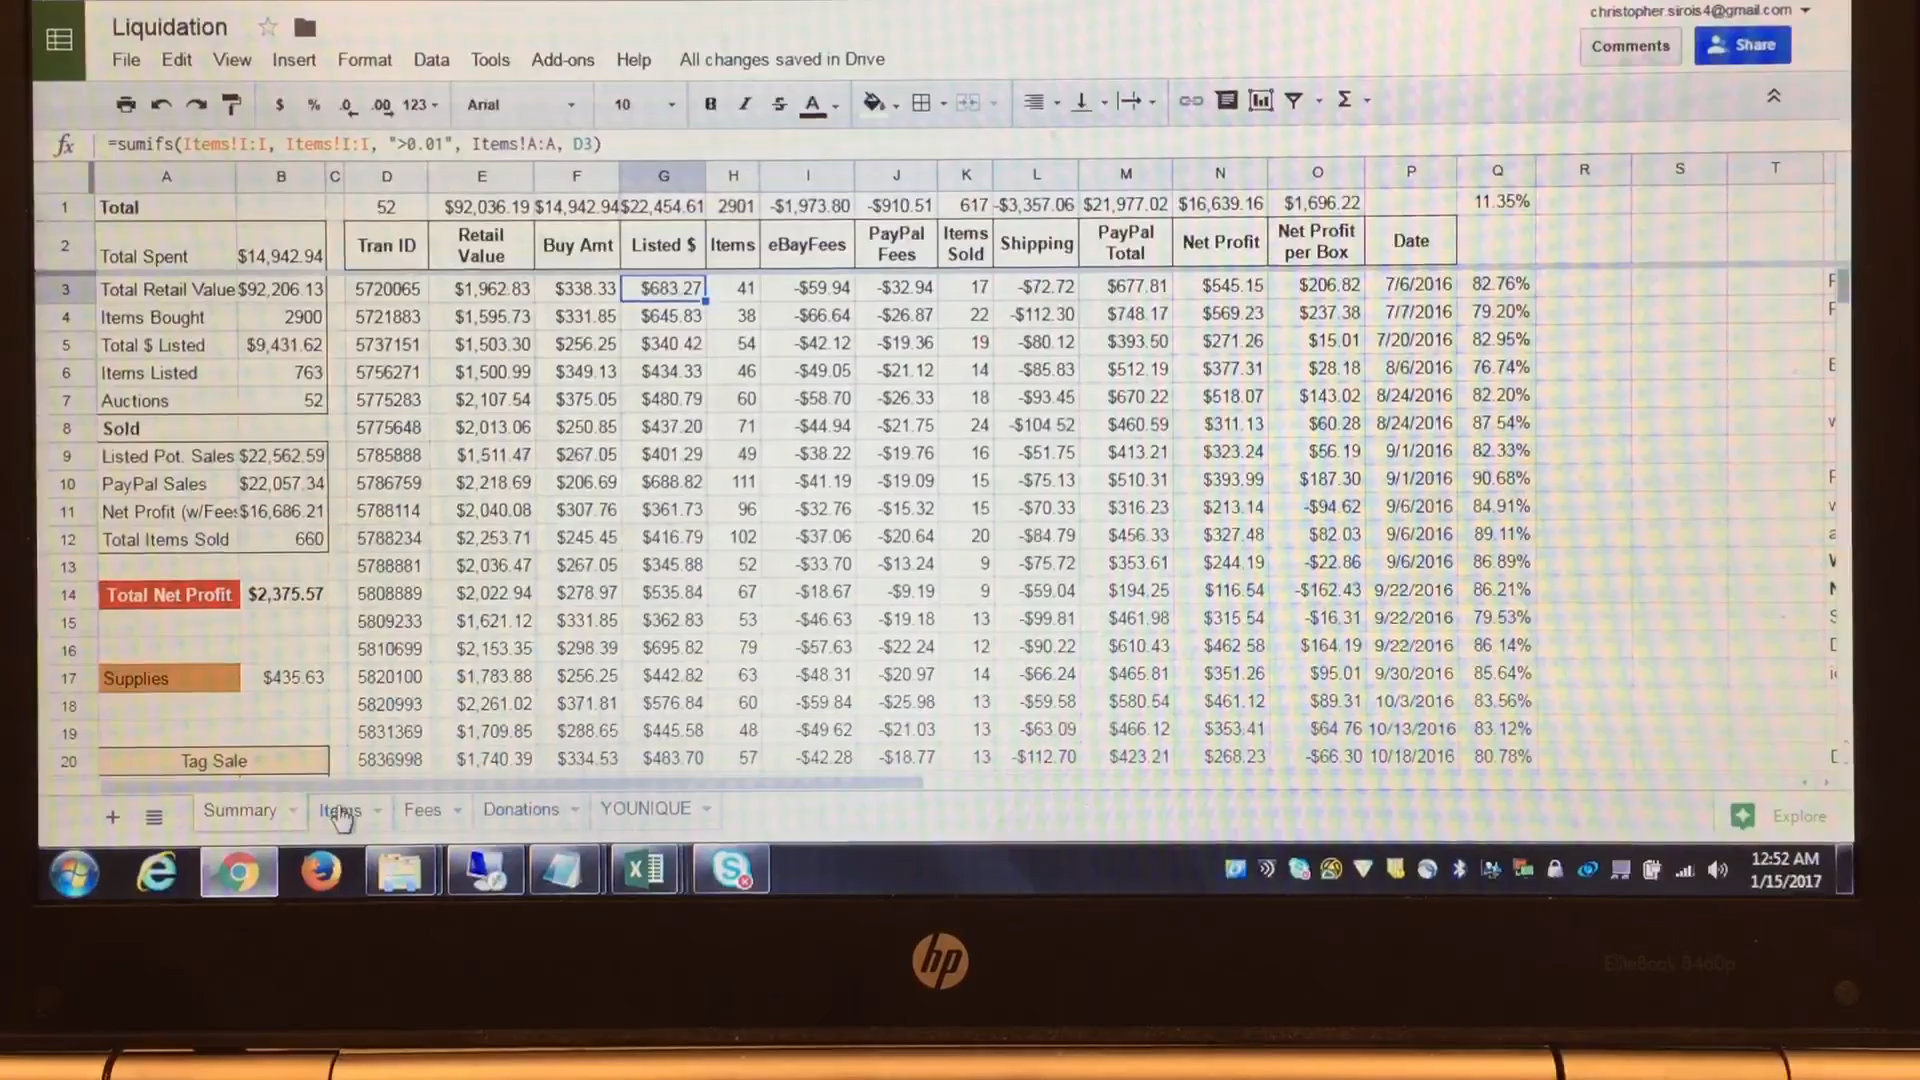 Liquidation
christopher.sirois4@gmail.com
File Edit View Insert Format Data Tools Add-ons Help All changes saved in Drive
Comments Share
$ % .0 .00 123 Arial 10 B I S A Σ
fx =sumifs(Items!I:I, Items!I:I, ">0.01", Items!A:A, D3)
A B C D E F G H I J K L M N O P Q R S T
1 Total 52 $92,036.19 $14,942.94 $22,454.61 2901 -$1,973.80 -$910.51 617 -$3,357.06 $21,977.02 $16,639.16 $1,696.22 11.35%
2 Total Spent $14,942.94 Tran ID Retail Value Buy Amt Listed $ Items eBayFees PayPal Fees Items Sold Shipping PayPal Total Net Profit Net Profit per Box Date
3 Total Retail Value $92,206.13 5720065 $1,962.83 $338.33 $683.27 41 -$59.94 -$32.94 17 -$72.72 $677.81 $545.15 $206.82 7/6/2016 82.76%
4 Items Bought 2900 5721883 $1,595.73 $331.85 $645.83 38 -$66.64 -$26.87 22 -$112.30 $748.17 $569.23 $237.38 7/7/2016 79.20%
5 Total $ Listed $9,431.62 5737151 $1,503.30 $256.25 $340.42 54 -$42.12 -$19.36 19 -$80.12 $393.50 $271.26 $15.01 7/20/2016 82.95%
6 Items Listed 763 5756271 $1,500.99 $349.13 $434.33 46 -$49.05 -$21.12 14 -$85.83 $512.19 $377.31 $28.18 8/6/2016 76.74%
7 Auctions 52 5775283 $2,107.54 $375.05 $480.79 60 -$58.70 -$26.33 18 -$93.45 $670.22 $518.07 $143.02 8/24/2016 82.20%
8 Sold 5775648 $2,013.06 $250.85 $437.20 71 -$44.94 -$21.75 24 -$104.52 $460.59 $311.13 $60.28 8/24/2016 87.54%
9 Listed Pot. Sales $22,562.59 5785888 $1,511.47 $267.05 $401.29 49 -$38.22 -$19.76 16 -$51.75 $413.21 $323.24 $56.19 9/1/2016 82.33%
10 PayPal Sales $22,057.34 5786759 $2,218.69 $206.69 $688.82 111 -$41.19 -$19.09 15 -$75.13 $510.31 $393.99 $187.30 9/1/2016 90.68%
11 Net Profit (w/Fees $16,686.21 5788114 $2,040.08 $307.76 $361.73 96 -$32.76 -$15.32 15 -$70.33 $316.23 $213.14 -$94.62 9/6/2016 84.91%
12 Total Items Sold 660 5788234 $2,253.71 $245.45 $416.79 102 -$37.06 -$20.64 20 -$84.79 $456.33 $327.48 $82.03 9/6/2016 89.11%
13 5788881 $2,036.47 $267.05 $345.88 52 -$33.70 -$13.24 9 -$75.72 $353.61 $244.19 -$22.86 9/6/2016 86.89%
14 Total Net Profit $2,375.57 5808889 $2,022.94 $278.97 $535.84 67 -$18.67 -$9.19 9 -$59.04 $194.25 $116.54 -$162.43 9/22/2016 86.21%
15 5809233 $1,621.12 $331.85 $362.83 53 -$46.63 -$19.18 13 -$99.81 $461.98 $315.54 -$16.31 9/22/2016 79.53%
16 5810699 $2,153.35 $298.39 $695.82 79 -$57.63 -$22.24 12 -$90.22 $610.43 $462.58 $164.19 9/22/2016 86.14%
17 Supplies $435.63 5820100 $1,783.88 $256.25 $442.82 63 -$48.31 -$20.97 14 -$66.24 $465.81 $351.26 $95.01 9/30/2016 85.64%
18 5820993 $2,261.02 $371.81 $576.84 60 -$59.84 -$25.98 13 -$59.58 $580.54 $461.12 $89.31 10/3/2016 83.56%
19 5831369 $1,709.85 $288.65 $445.58 48 -$49.62 -$21.03 13 -$63.09 $466.12 $353.41 $64.76 10/13/2016 83.12%
20 Tag Sale 5836998 $1,740.39 $334.53 $483.70 57 -$42.28 -$18.77 13 -$112.70 $423.21 $268.23 -$66.30 10/18/2016 80.78%
+ Summary Items Fees Donations YOUNIQUE Explore
12:52 AM
1/15/2017
hp
EliteBook 8460p